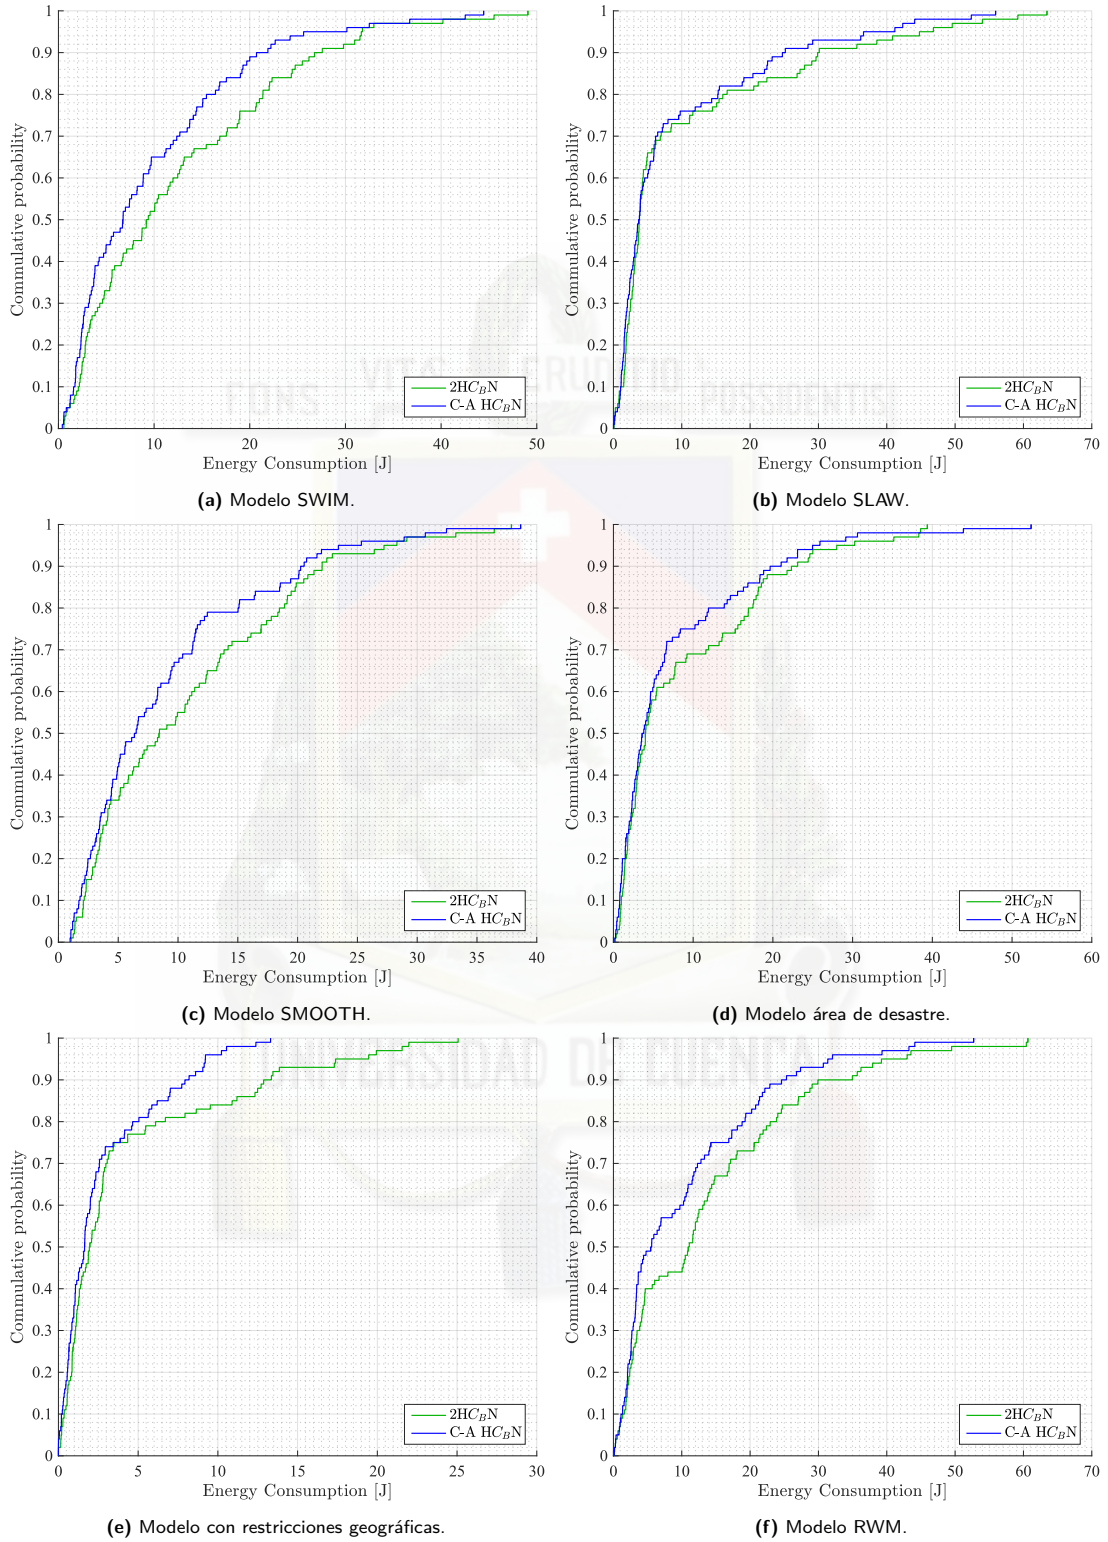 1
0.9
0.8
0.7
0.6
0.5
0.4
0.3
0.2
0.1
0
Commulative probability
2HC_BN
C-A HC_BN
0 10 20 30 40 50
Energy Consumption [J]
(a) Modelo SWIM.
1
0.9
0.8
0.7
0.6
0.5
0.4
0.3
0.2
0.1
0
Commulative probability
2HC_BN
C-A HC_BN
0 10 20 30 40 50 60 70
Energy Consumption [J]
(b) Modelo SLAW.
1
0.9
0.8
0.7
0.6
0.5
0.4
0.3
0.2
0.1
0
Commulative probability
2HC_BN
C-A HC_BN
0 5 10 15 20 25 30 35 40
Energy Consumption [J]
(c) Modelo SMOOTH.
1
0.9
0.8
0.7
0.6
0.5
0.4
0.3
0.2
0.1
0
Commulative probability
2HC_BN
C-A HC_BN
0 10 20 30 40 50 60
Energy Consumption [J]
(d) Modelo área de desastre.
1
0.9
0.8
0.7
0.6
0.5
0.4
0.3
0.2
0.1
0
Commulative probability
2HC_BN
C-A HC_BN
0 5 10 15 20 25 30
Energy Consumption [J]
(e) Modelo con restricciones geográficas.
1
0.9
0.8
0.7
0.6
0.5
0.4
0.3
0.2
0.1
0
Commulative probability
2HC_BN
C-A HC_BN
0 10 20 30 40 50 60 70
Energy Consumption [J]
(f) Modelo RWM.
FONS VITÆ ERUDITIO POSSIDENTIS
UNIVERSIDAD DE CUENCA